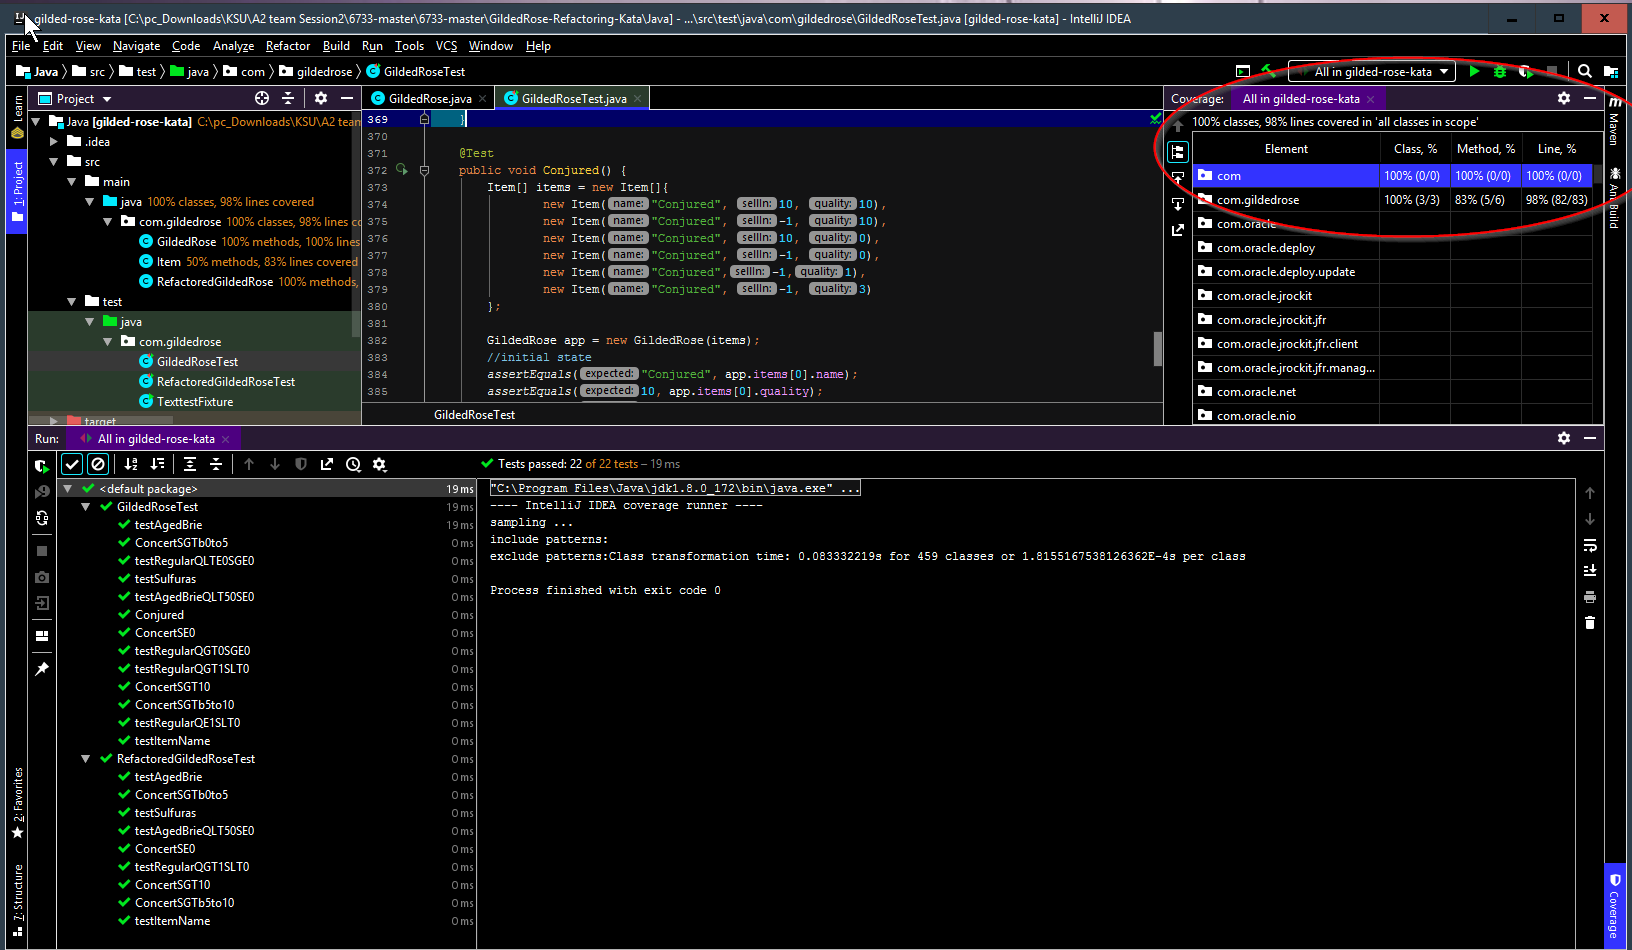 gilded-rose-kata [C:\pc_Downloads\KSU\A2 team Session2\6733-master\6733-master\GildedRose-Refactoring-Kata\Java] - ...\src\test\java\com\gildedrose\GildedRoseTest.java [gilded-rose-kata] - IntelliJ IDEA
File Edit View Navigate Code Analyze Refactor Build Run Tools VCS Window Help
Java src test java com gildedrose GildedRoseTest
All in gilded-rose-kata
Learn
1: Project
Project
Java [gilded-rose-kata] C:\pc_Downloads\KSU\A2 tean
.idea
src
main
java 100% classes, 98% lines covered
com.gildedrose 100% classes, 98% lines co
GildedRose 100% methods, 100% lines
Item 50% methods, 83% lines covered
RefactoredGildedRose 100% methods,
test
java
com.gildedrose
GildedRoseTest
RefactoredGildedRoseTest
TexttestFixture
target
GildedRose.java
GildedRoseTest.java
369 }
370
371 @Test
372 public void Conjured() {
373 Item[] items = new Item[]{
374 new Item( name: "Conjured", sellIn: 10, quality: 10),
375 new Item( name: "Conjured", sellIn: -1, quality: 10),
376 new Item( name: "Conjured", sellIn: 10, quality: 0),
377 new Item( name: "Conjured", sellIn: -1, quality: 0),
378 new Item( name: "Conjured", sellIn: -1, quality: 1),
379 new Item( name: "Conjured", sellIn: -1, quality: 3)
380 };
381
382 GildedRose app = new GildedRose(items);
383 //initial state
384 assertEquals( expected: "Conjured", app.items[0].name);
385 assertEquals( expected: 10, app.items[0].quality);
GildedRoseTest
Coverage: All in gilded-rose-kata
100% classes, 98% lines covered in 'all classes in scope'
Element Class, % Method, % Line, %
com 100% (0/0) 100% (0/0) 100% (0/0)
com.gildedrose 100% (3/3) 83% (5/6) 98% (82/83)
com.oracle
com.oracle.deploy
com.oracle.deploy.update
com.oracle.jrockit
com.oracle.jrockit.jfr
com.oracle.jrockit.jfr.client
com.oracle.jrockit.jfr.manag...
com.oracle.net
com.oracle.nio
Maven
Ant Build
Run: All in gilded-rose-kata
Tests passed: 22 of 22 tests – 19 ms
<default package> 19 ms
GildedRoseTest 19 ms
testAgedBrie 19 ms
ConcertSGTb0to5 0 ms
testRegularQLTE0SGE0 0 ms
testSulfuras 0 ms
testAgedBrieQLT50SE0 0 ms
Conjured 0 ms
ConcertSE0 0 ms
testRegularQGT0SGE0 0 ms
testRegularQGT1SLT0 0 ms
ConcertSGT10 0 ms
ConcertSGTb5to10 0 ms
testRegularQE1SLT0 0 ms
testItemName 0 ms
RefactoredGildedRoseTest 0 ms
testAgedBrie 0 ms
ConcertSGTb0to5 0 ms
testSulfuras 0 ms
testAgedBrieQLT50SE0 0 ms
ConcertSE0 0 ms
testRegularQGT1SLT0 0 ms
ConcertSGT10 0 ms
ConcertSGTb5to10 0 ms
testItemName 0 ms
"C:\Program Files\Java\jdk1.8.0_172\bin\java.exe" ...
---- IntelliJ IDEA coverage runner ----
sampling ...
include patterns:
exclude patterns:Class transformation time: 0.083332219s for 459 classes or 1.8155167538126362E-4s per class
Process finished with exit code 0
2: Favorites
7: Structure
Coverage